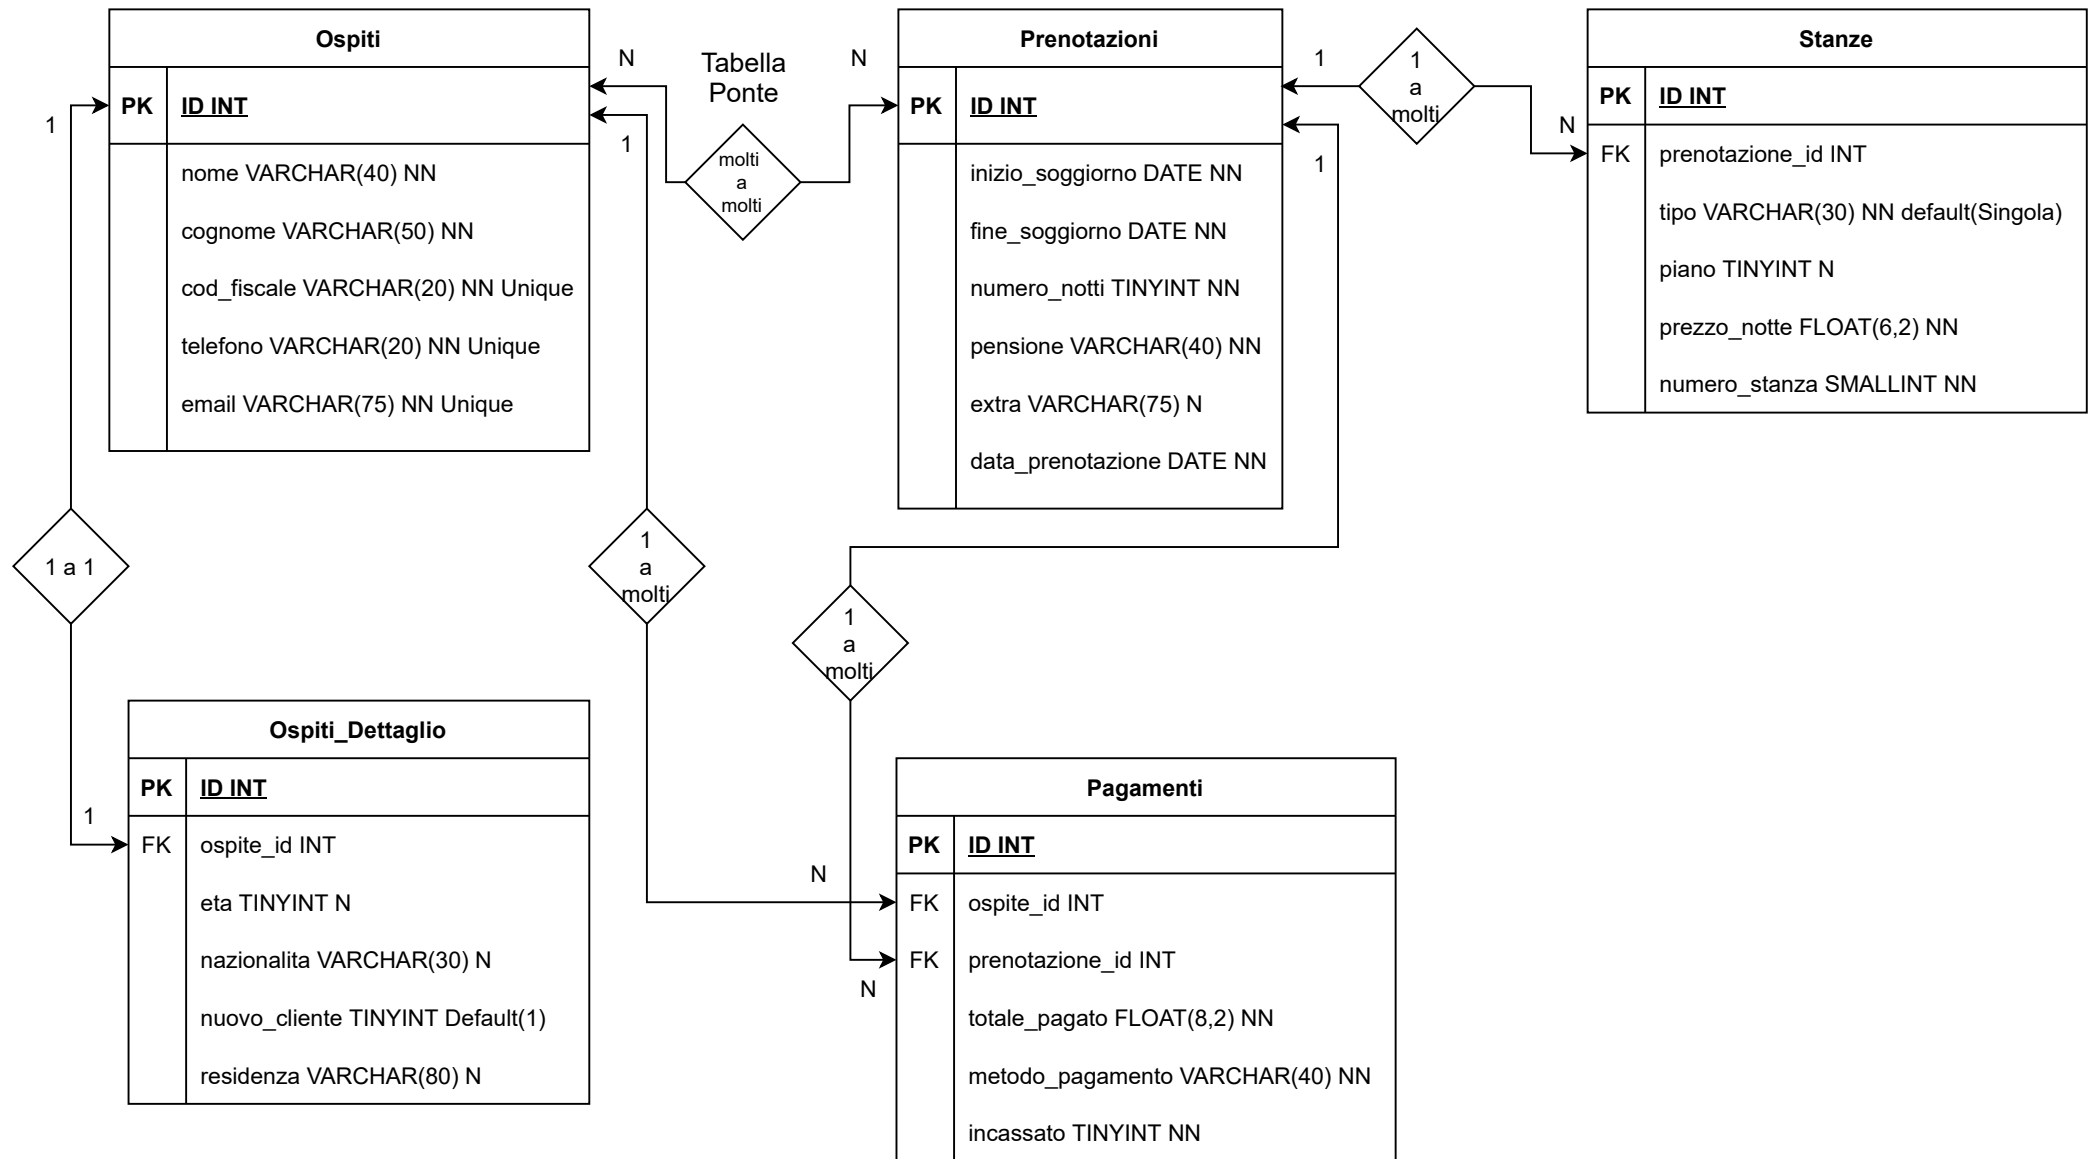 Ospiti
PK ID INT
nome VARCHAR(40) NN
cognome VARCHAR(50) NN
cod_fiscale VARCHAR(20) NN Unique
telefono VARCHAR(20) NN Unique
email VARCHAR(75) NN Unique
N
Tabella
Ponte
N
molti
a
molti
1
1
Prenotazioni
PK ID INT
inizio_soggiorno DATE NN
fine_soggiorno DATE NN
numero_notti TINYINT NN
pensione VARCHAR(40) NN
extra VARCHAR(75) N
data_prenotazione DATE NN
1
1
a
molti
N
1
Stanze
PK ID INT
FK prenotazione_id INT
tipo VARCHAR(30) NN default(Singola)
piano TINYINT N
prezzo_notte FLOAT(6,2) NN
numero_stanza SMALLINT NN
1 a 1
1
a
molti
1
a
molti
1
Ospiti_Dettaglio
PK ID INT
FK ospite_id INT
eta TINYINT N
nazionalita VARCHAR(30) N
nuovo_cliente TINYINT Default(1)
residenza VARCHAR(80) N
N
N
Pagamenti
PK ID INT
FK ospite_id INT
FK prenotazione_id INT
totale_pagato FLOAT(8,2) NN
metodo_pagamento VARCHAR(40) NN
incassato TINYINT NN